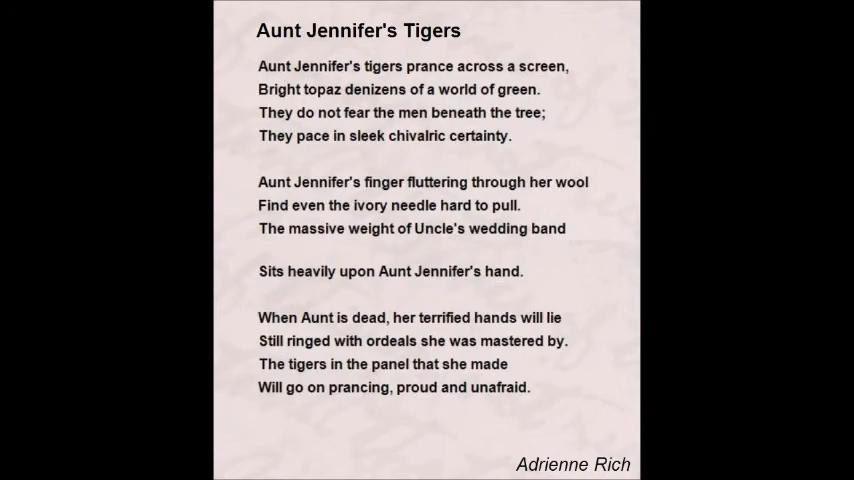 Aunt Jennifer's Tigers
Aunt Jennifer's tigers prance across a screen,
Bright topaz denizens of a world of green.
They do not fear the men beneath the tree;
They pace in sleek chivalric certainty.
Aunt Jennifer's finger fluttering through her wool
Find even the ivory needle hard to pull.
The massive weight of Uncle's wedding band
Sits heavily upon Aunt Jennifer's hand.
When Aunt is dead, her terrified hands will lie
Still ringed with ordeals she was mastered by.
The tigers in the panel that she made
Will go on prancing, proud and unafraid.
Adrienne Rich